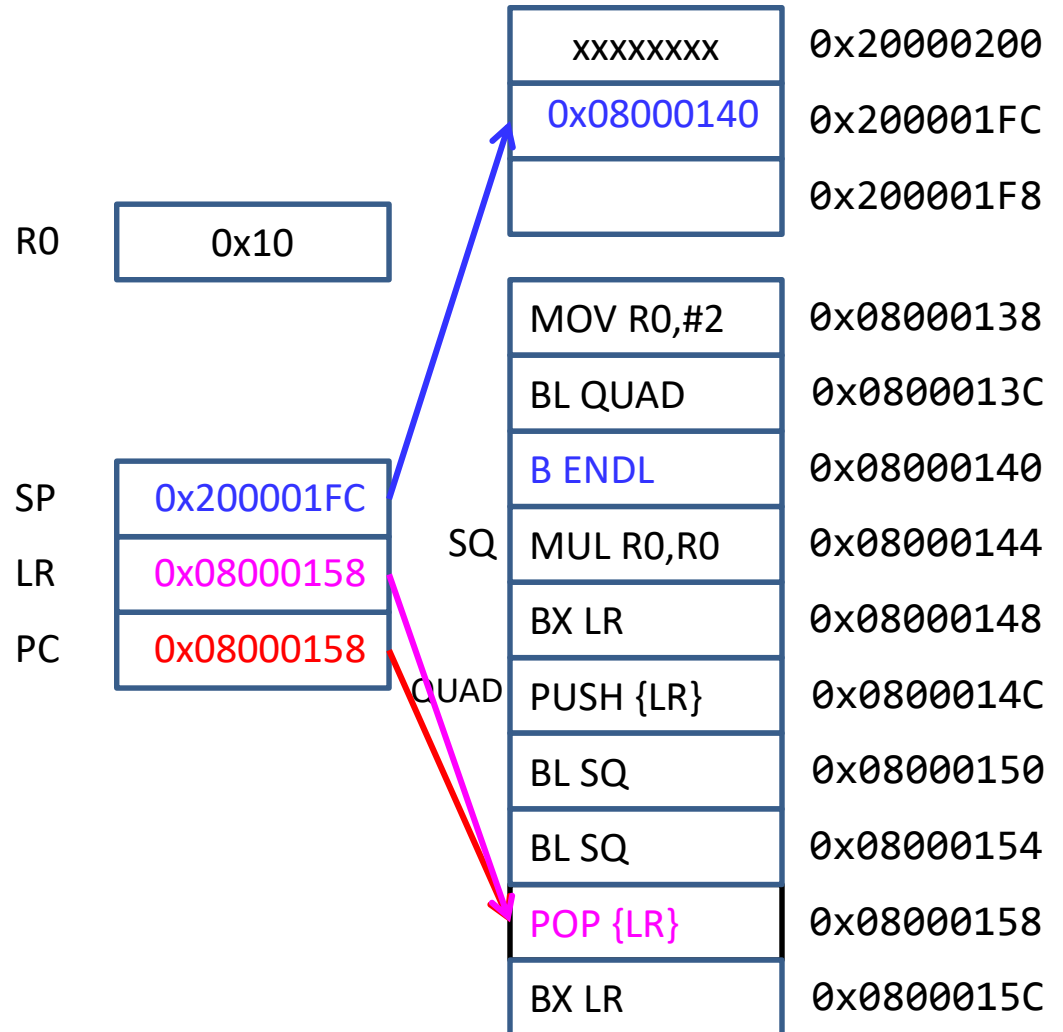 xxxxxxxx 0x20000200
0x08000140 0x200001FC
0x200001F8
R0 0x10
MOV R0,#2 0x08000138
BL QUAD 0x0800013C
B ENDL 0x08000140
SP 0x200001FC
SQ MUL R0,R0 0x08000144
LR 0x08000158
BX LR 0x08000148
PC 0x08000158
QUAD PUSH {LR} 0x0800014C
BL SQ 0x08000150
BL SQ 0x08000154
POP {LR} 0x08000158
BX LR 0x0800015C